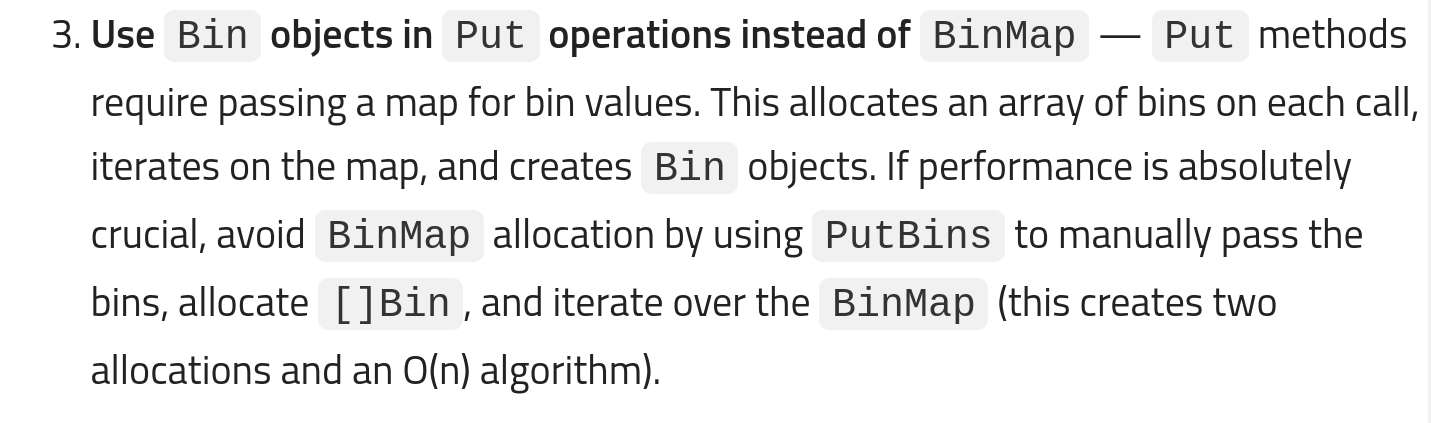 3. Use Bin objects in Put operations instead of BinMap — Put methods
require passing a map for bin values. This allocates an array of bins on each call,
iterates on the map, and creates Bin objects. If performance is absolutely
crucial, avoid BinMap allocation by using PutBins to manually pass the
bins, allocate []Bin, and iterate over the BinMap (this creates two
allocations and an O(n) algorithm).